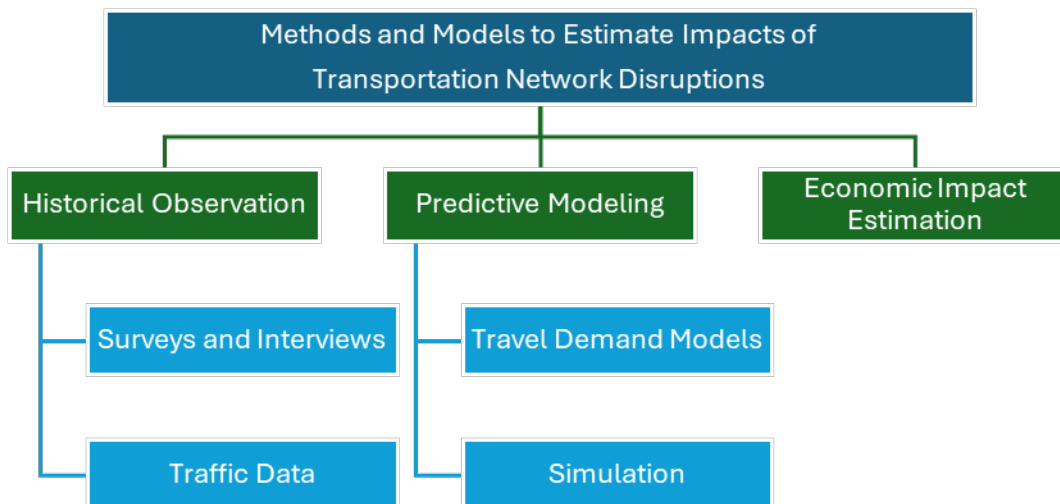 Methods and Models to Estimate Impacts of
Transportation Network Disruptions
Historical Observation
Predictive Modeling
Economic Impact
Estimation
Surveys and Interviews
Travel Demand Models
Traffic Data
Simulation